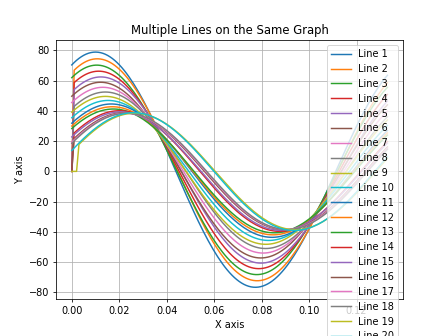 Multiple Lines on the Same Graph
80
60
40
20
0
−20
−40
−60
−80
Y axis
0.00
0.02
0.04
0.06
0.08
0.10
X axis
Line 1
Line 2
Line 3
Line 4
Line 5
Line 6
Line 7
Line 8
Line 9
Line 10
Line 11
Line 12
Line 13
Line 14
Line 15
Line 16
Line 17
Line 18
Line 19
Line 20